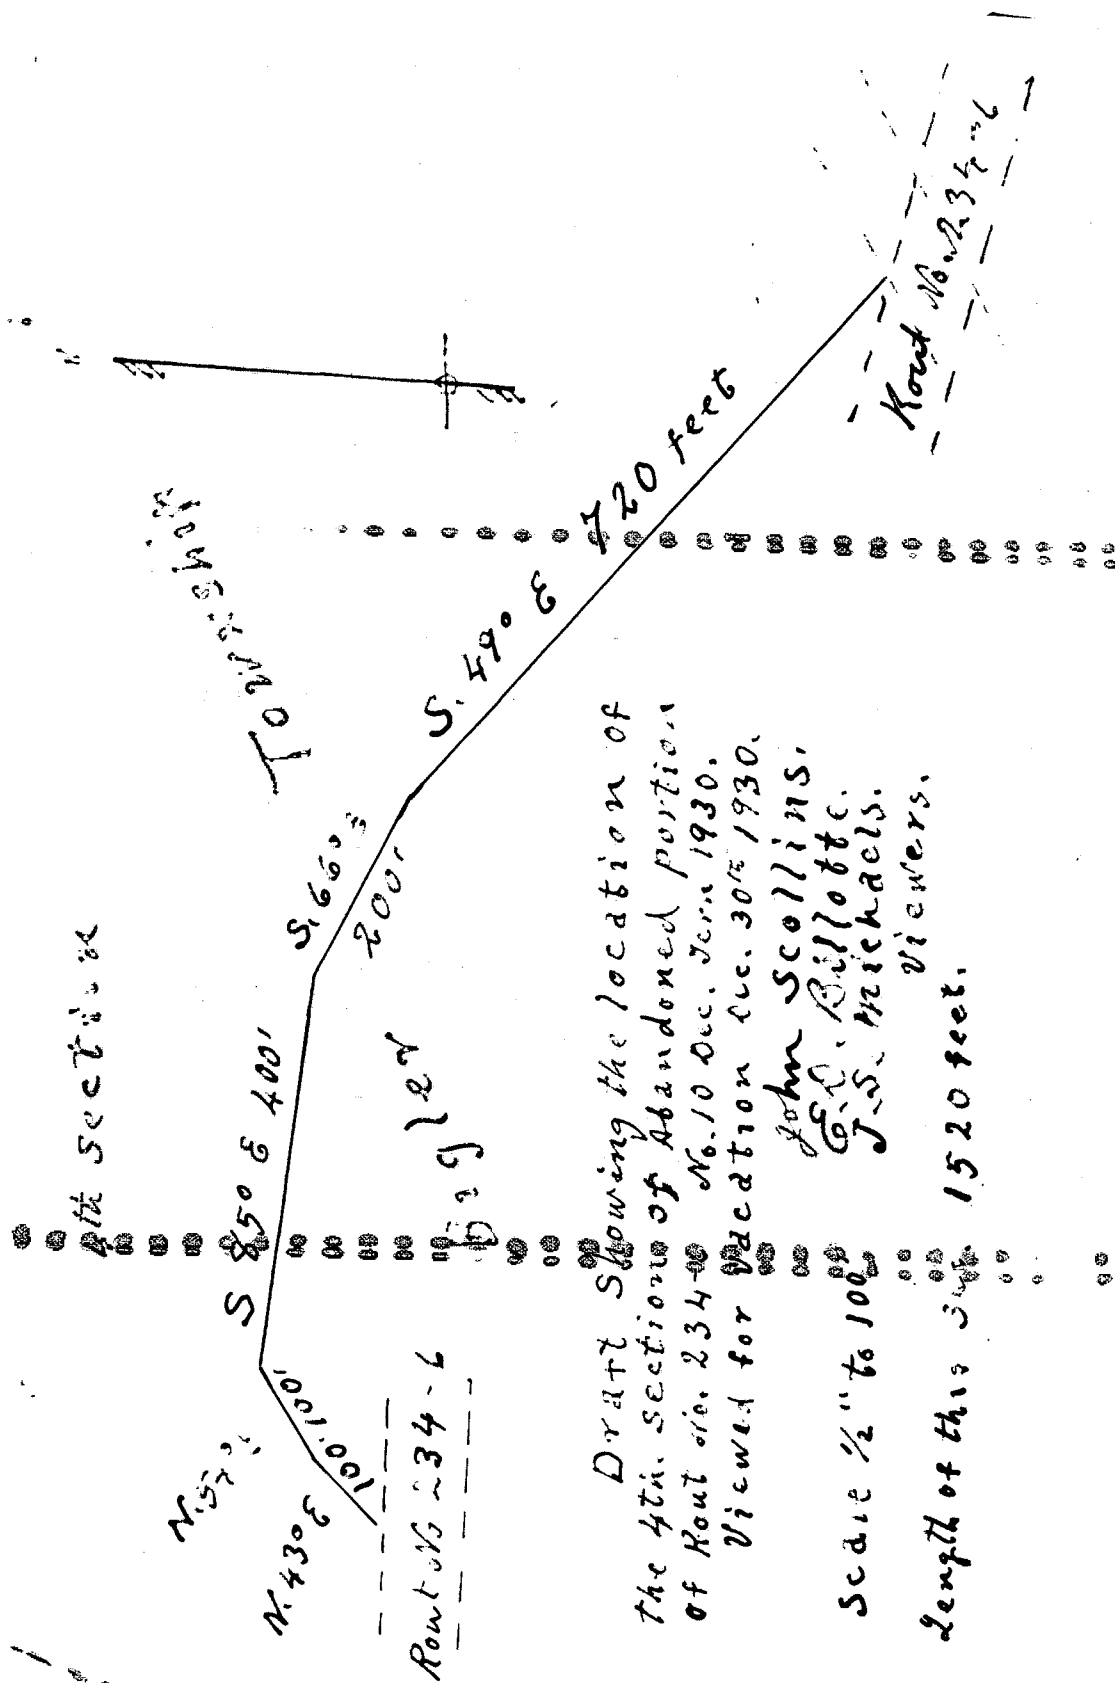 4th section
Township
N. 43° E
100'
100'
S 85° E 400'
S. 66° E
200'
S. 49° E 720 feet
Bigler
Rout No 234-6
Rout No. 234-6
Draft Showing the location of
the 4th. section of Abandoned portion
of Rout No. 234-6 No. 10 Dec. Term 1930.
Viewed for vacation Dec. 30th 1930.
John Scollins.
E.C. Billotte.
J.S. Michaels.
Viewers.
Scale 1/2" to 100'
Length of this 1520 feet.